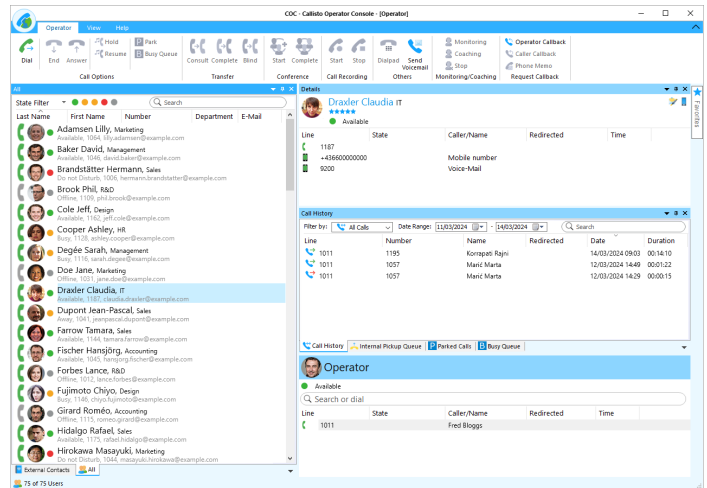 COC - Callisto Operator Console - [Operator]
Operator View Help
Dial
End Answer
Hold
Resume
Park
Busy Queue
Call Options
Consult Complete Blind
Transfer
Start Complete
Conference
Start Stop
Call Recording
Dialpad Send Voicemail
Others
Monitoring
Coaching
Stop
Monitoring/Coaching
Operator Callback
Caller Callback
Phone Memo
Request Callback
All
State Filter Search
Last Name First Name Number Department E-Mail
Adamsen Lilly, Marketing
Available, 1064, lilly.adamsen@example.com
Baker David, Management
Available, 1046, david.baker@example.com
Brandstätter Hermann, Sales
Do not Disturb, 1006, hermann.brandstatter@example.com
Brook Phil, R&D
Offline, 1109, phil.brook@example.com
Cole Jeff, Design
Available, 1162, jeff.cole@example.com
Cooper Ashley, HR
Busy, 1128, ashley.cooper@example.com
Degée Sarah, Management
Busy, 1116, sarah.degee@example.com
Doe Jane, Marketing
Offline, 1031, jane.doe@example.com
Draxler Claudia, IT
Available, 1187, claudia.draxler@example.com
Dupont Jean-Pascal, Sales
Away, 1041, jeanpascal.dupont@example.com
Farrow Tamara, Sales
Available, 1144, tamara.farrow@example.com
Fischer Hansjörg, Accounting
Available, 1045, hansjorg.fischer@example.com
Forbes Lance, R&D
Offline, 1012, lance.forbes@example.com
Fujimoto Chiyo, Design
Busy, 1146, chiyo.fujimoto@example.com
Girard Roméo, Accounting
Offline, 1115, romeo.girard@example.com
Hidalgo Rafael, Sales
Available, 1175, rafael.hidalgo@example.com
Hirokawa Masayuki, Marketing
Do not Disturb, 1044, masayuki.hirokawa@example.com
External Contacts All
75 of 75 Users
Details
Draxler Claudia IT
Available
Line State Caller/Name Redirected Time
1187
+436600000000 Mobile number
9200 Voice-Mail
Favorites
Call History
Filter by: All Calls Date Range: 11/03/2024 - 14/03/2024 Search
Line Number Name Redirected Date Duration
1011 1195 Korrapati Rajni 14/03/2024 09:03 00:14:10
1011 1057 Marić Marta 12/03/2024 14:49 00:01:22
1011 1057 Marić Marta 12/03/2024 14:29 00:00:15
Call History Internal Pickup Queue P Parked Calls B Busy Queue
Operator
Available
Search or dial
Line State Caller/Name Redirected Time
1011 Fred Bloggs